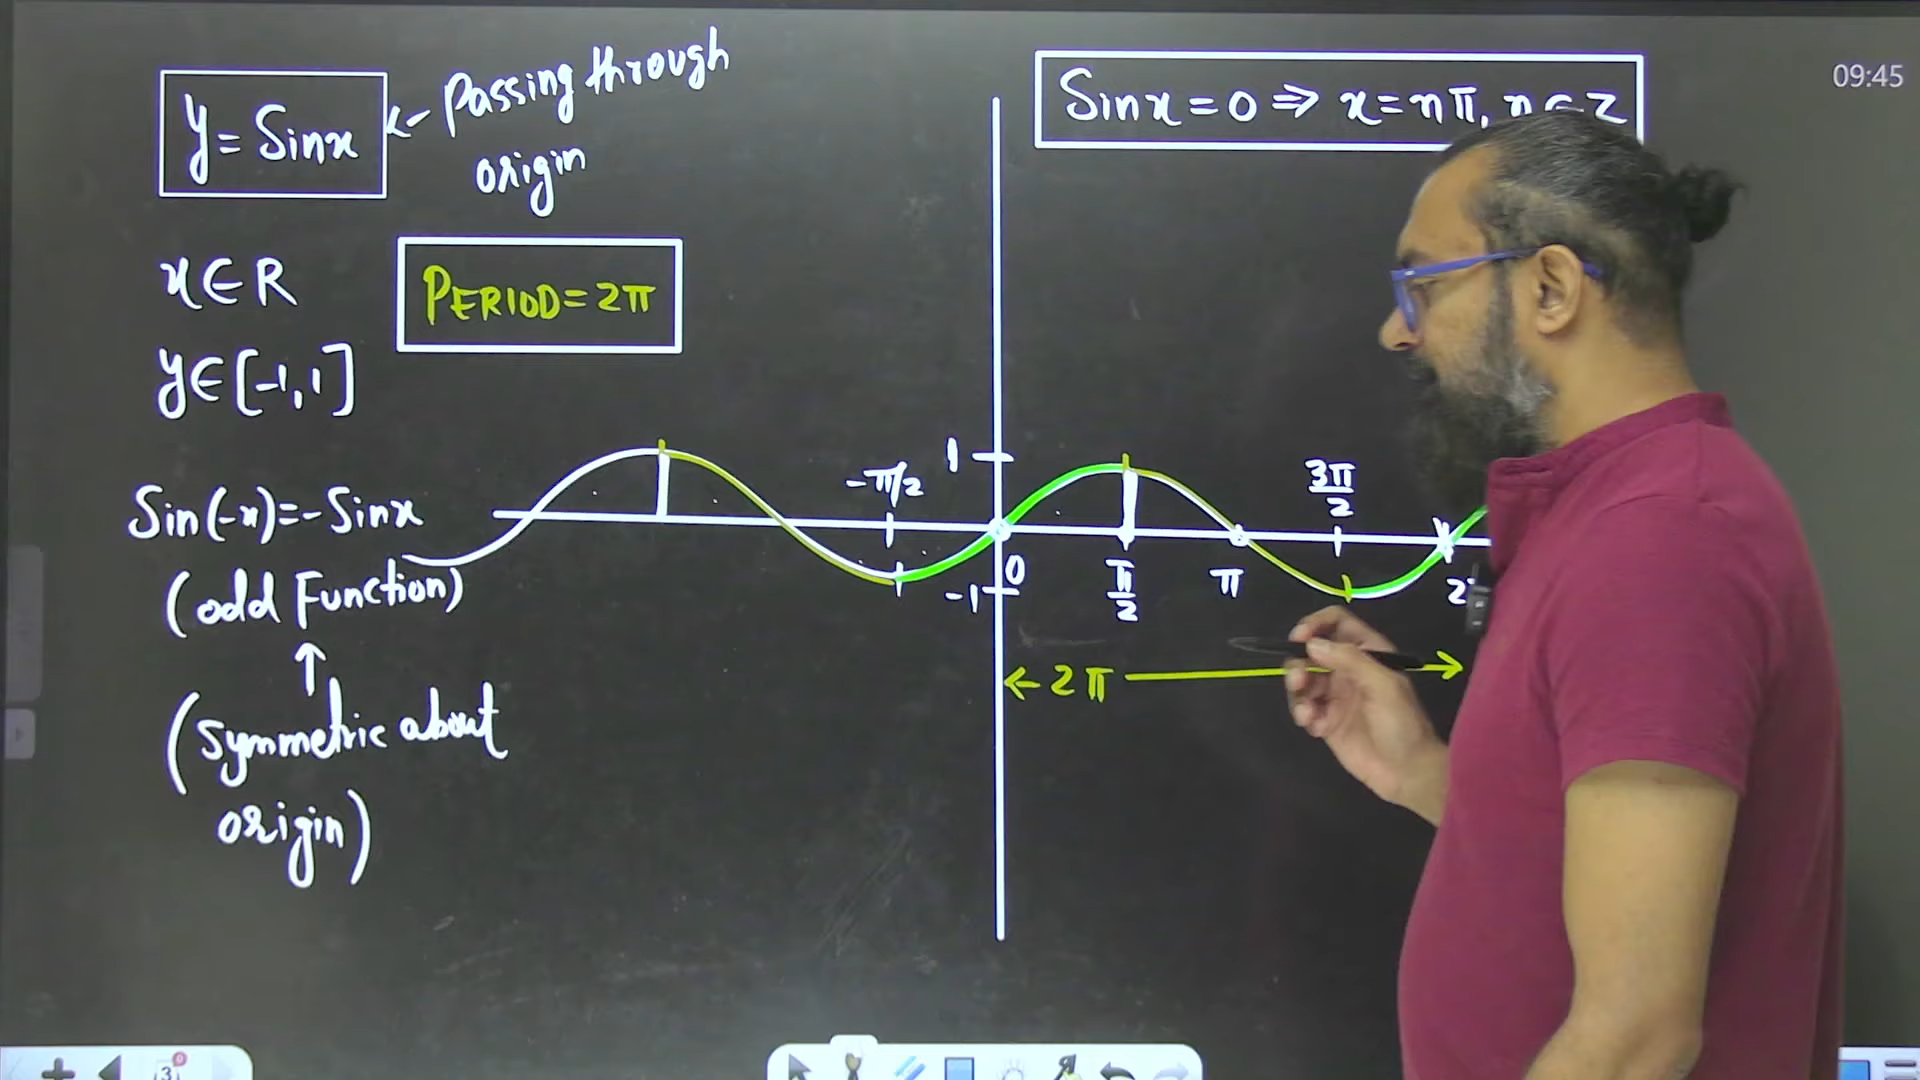 y = Sinx ← Passing through
origin
Sinx = 0 ⇒ x = nπ, n ∈ Z
09:45
x ∈ R
PERIOD = 2π
y ∈ [-1, 1]
Sin(-x) = - Sinx
(odd Function)
↑
(Symmetric about
origin)
1
-π/2
3π/2
0
π/2
π
-1
← 2π →
3